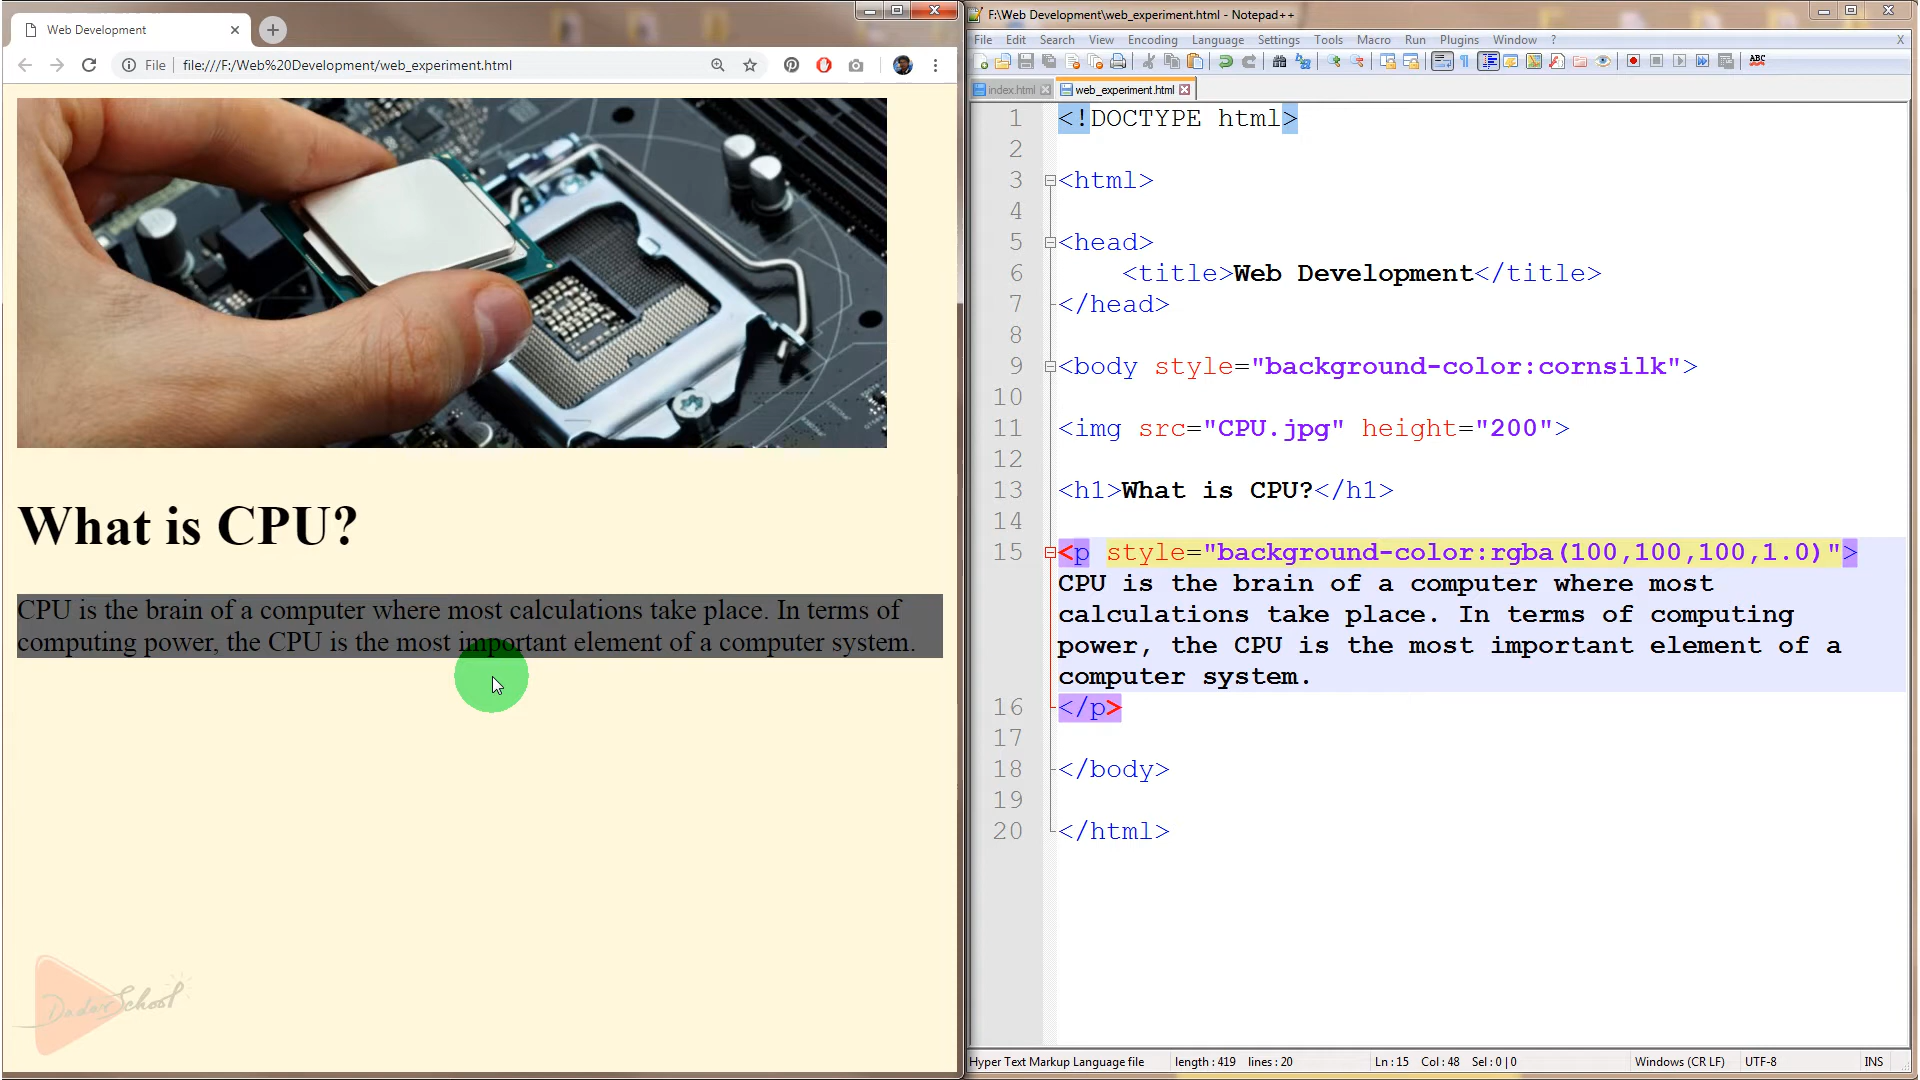 Web Development
File
file:///F:/Web%20Development/web_experiment.html
What is CPU?
CPU is the brain of a computer where most calculations take place. In terms of
computing power, the CPU is the most important element of a computer system.
Dadar School
F:\Web Development\web_experiment.html - Notepad++
File Edit Search View Encoding Language Settings Tools Macro Run Plugins Window ? X
ABC
index.html web_experiment.html
1 <!DOCTYPE html>
2
3 <html>
4
5 <head>
6 <title>Web Development</title>
7 </head>
8
9 <body style="background-color:cornsilk">
10
11 <img src="CPU.jpg" height="200">
12
13 <h1>What is CPU?</h1>
14
15 <p style="background-color:rgba(100,100,100,1.0)">
CPU is the brain of a computer where most
calculations take place. In terms of computing
power, the CPU is the most important element of a
computer system.
16 </p>
17
18 </body>
19
20 </html>
Hyper Text Markup Language file length : 419 lines : 20 Ln : 15 Col : 48 Sel : 0 | 0 Windows (CR LF) UTF-8 INS